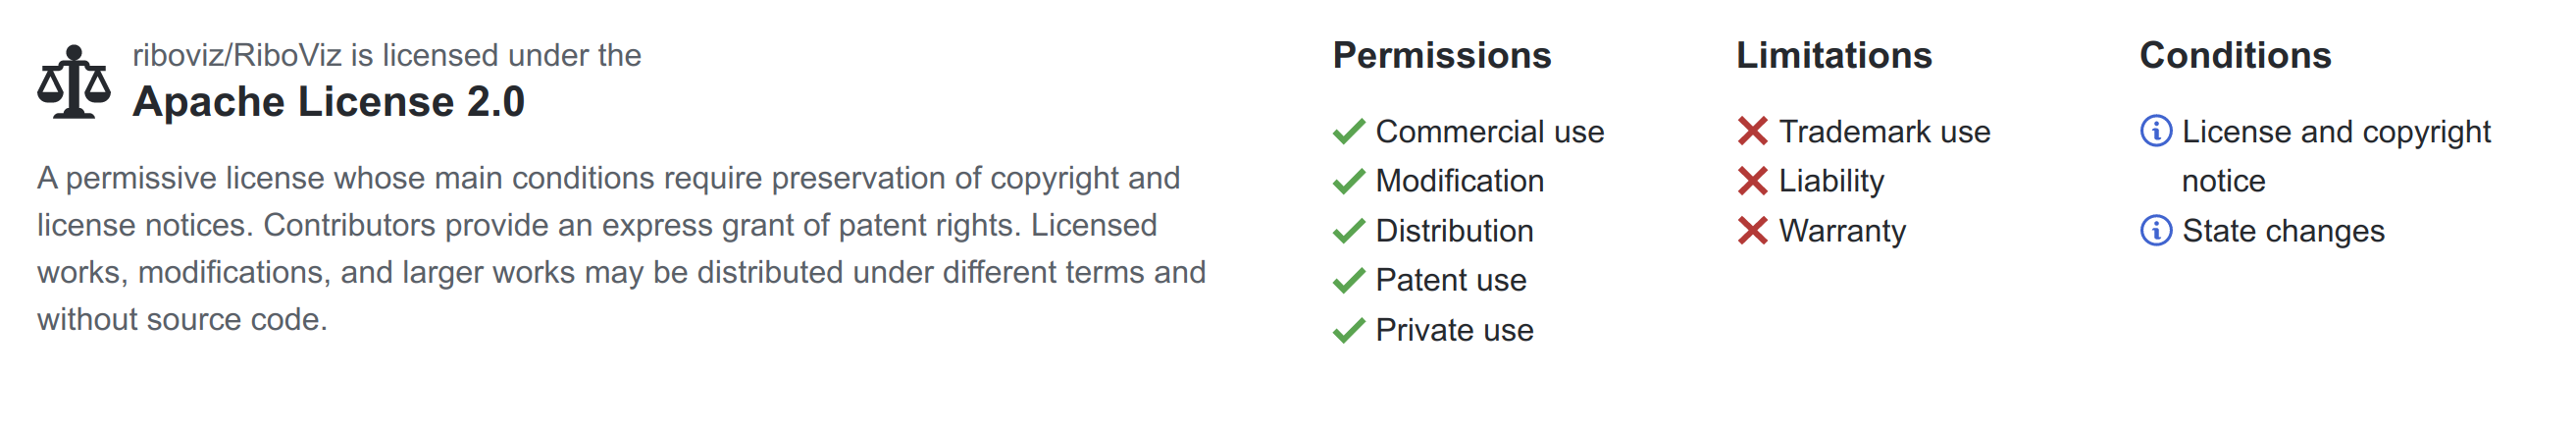 riboviz/RiboViz is licensed under the
Apache License 2.0
A permissive license whose main conditions require preservation of copyright and
license notices. Contributors provide an express grant of patent rights. Licensed
works, modifications, and larger works may be distributed under different terms and
without source code.
Permissions
Commercial use
Modification
Distribution
Patent use
Private use
Limitations
Trademark use
Liability
Warranty
Conditions
License and copyright
notice
State changes